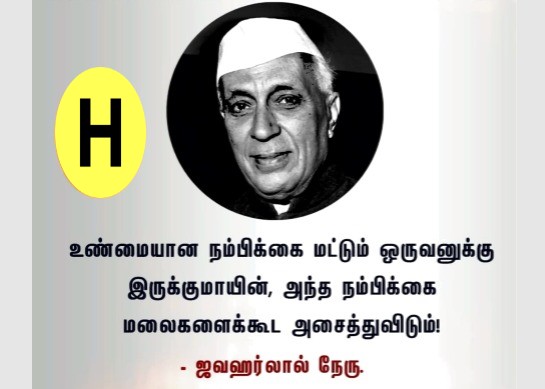 H
உண்மையான நம்பிக்கை மட்டும் ஒருவனுக்கு
இருக்குமாயின், அந்த நம்பிக்கை
மலைகளைக்கூட அசைத்துவிடும்!
- ஜவஹர்லால் நேரு.